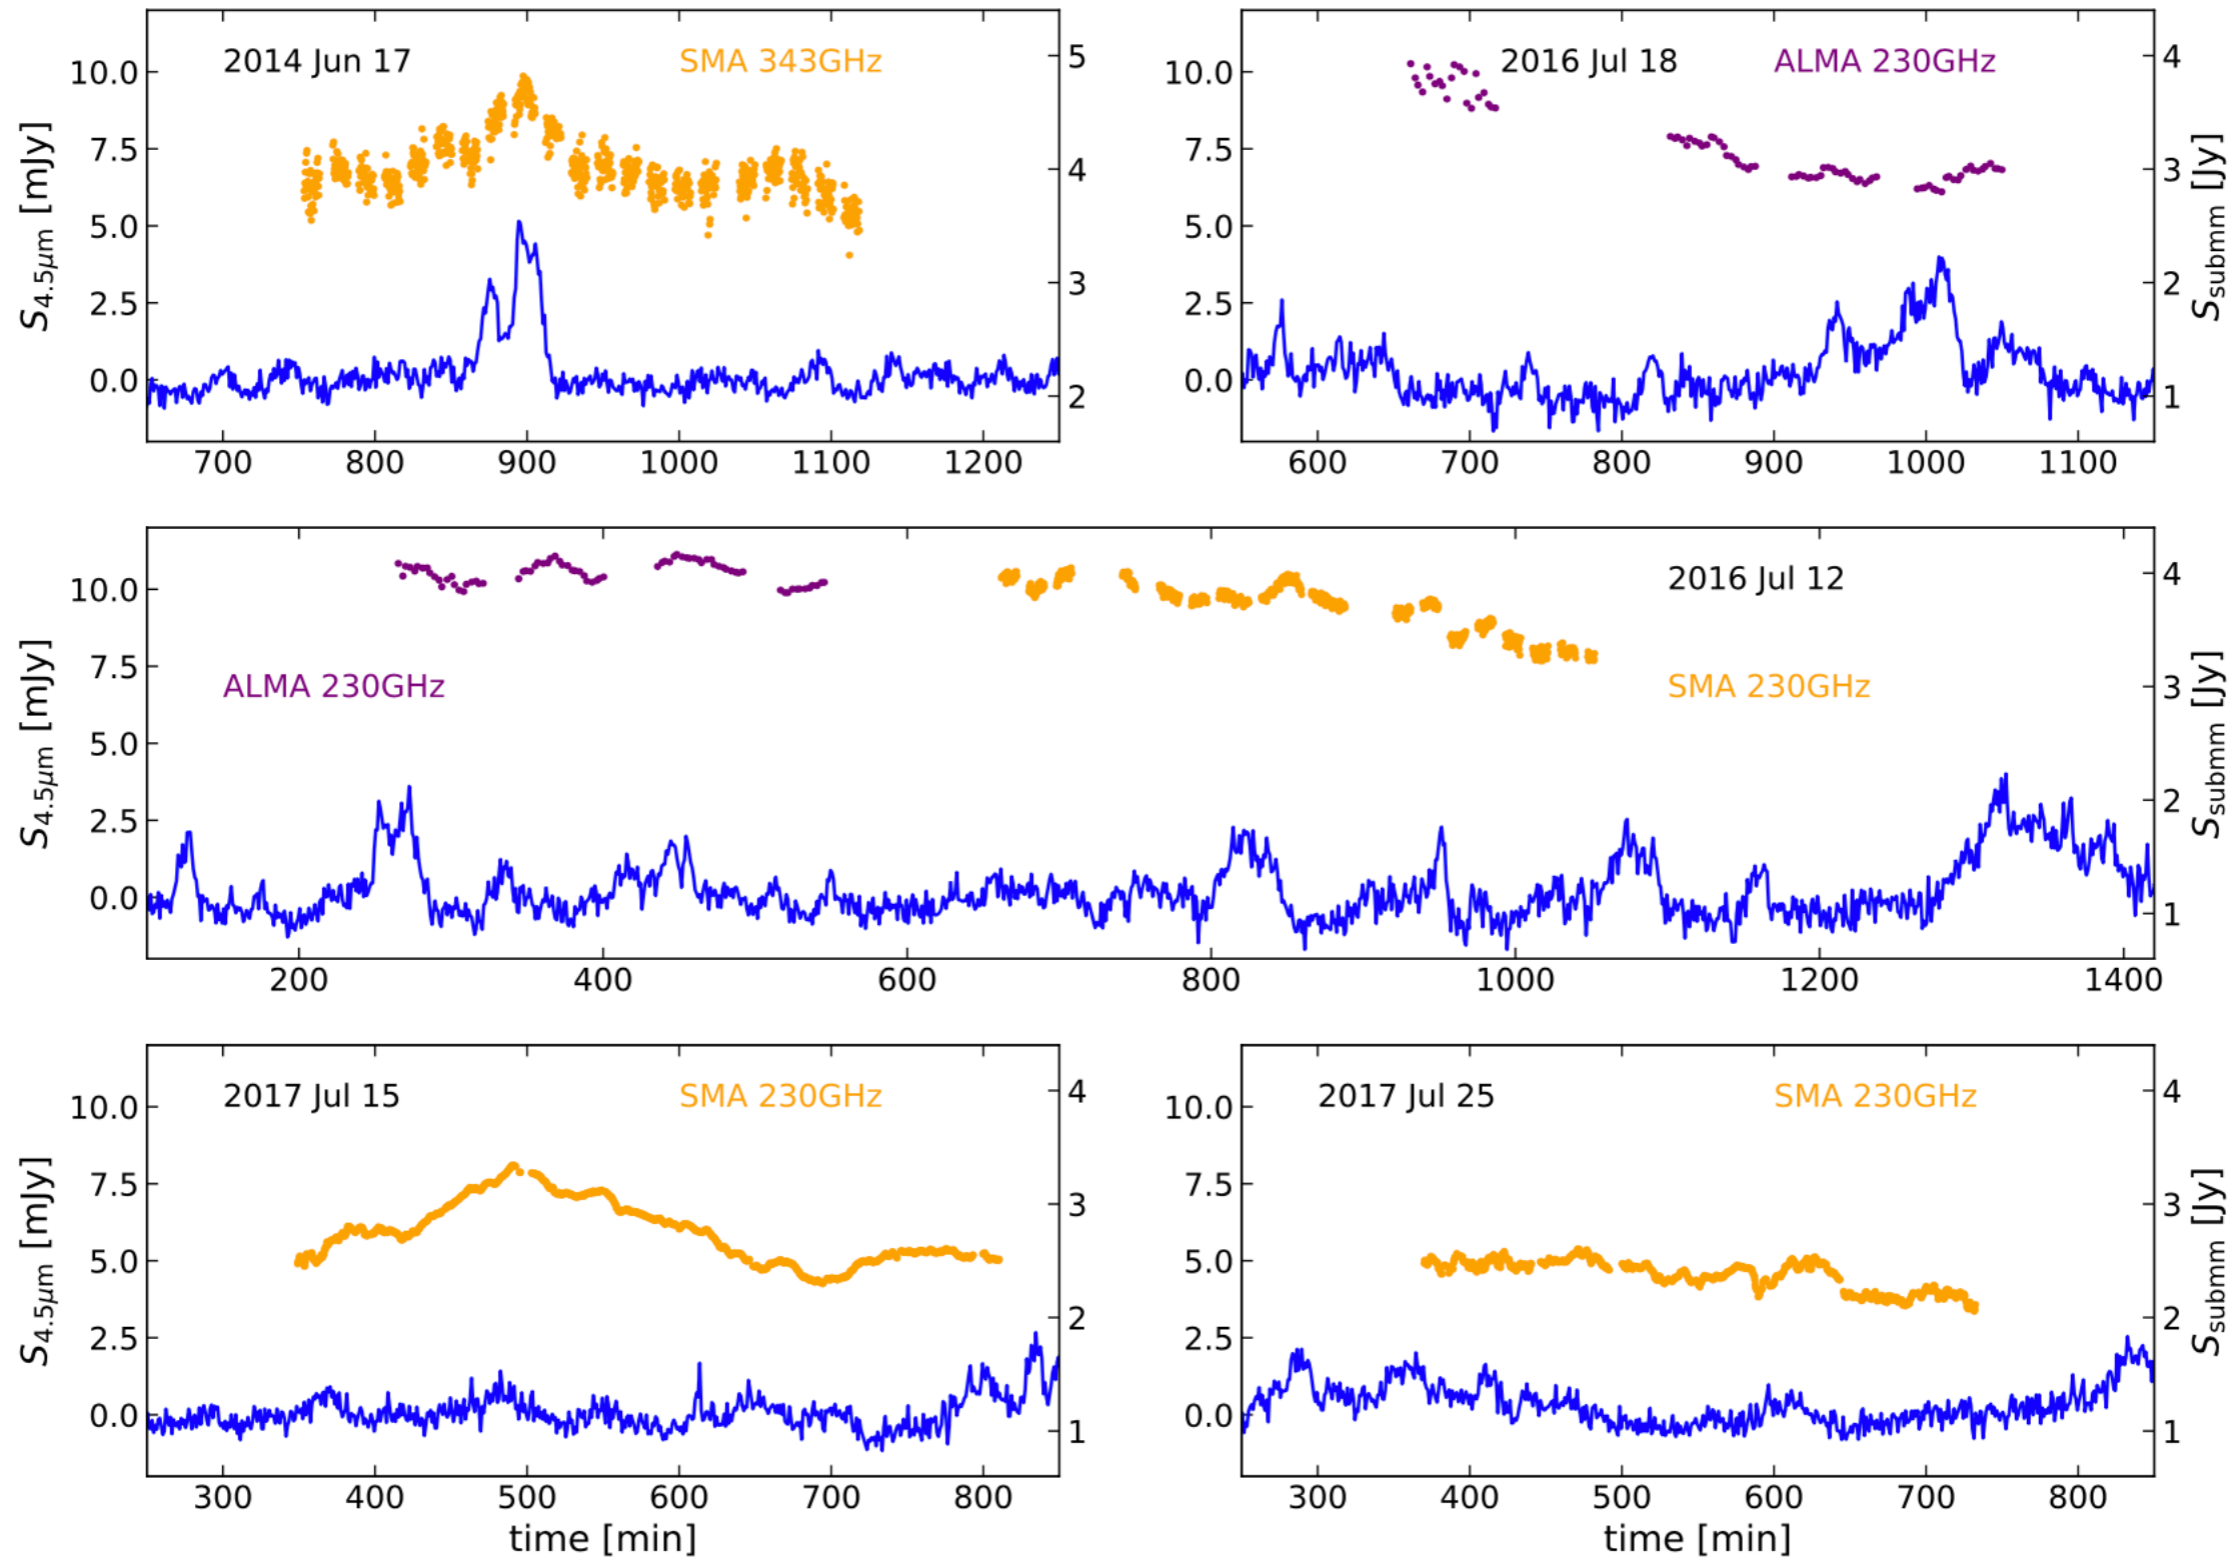 2014 Jun 17
SMA 343GHz
10.0
7.5
5.0
2.5
0.0
S4.5μm [mJy]
5
4
3
2
700 800 900 1000 1100 1200
2016 Jul 18
ALMA 230GHz
10.0
7.5
5.0
2.5
0.0
4
3
2
1
Ssubmm [Jy]
600 700 800 900 1000 1100
2016 Jul 12
ALMA 230GHz
SMA 230GHz
10.0
7.5
5.0
2.5
0.0
S4.5μm [mJy]
4
3
2
1
Ssubmm [Jy]
200 400 600 800 1000 1200 1400
2017 Jul 15
SMA 230GHz
10.0
7.5
5.0
2.5
0.0
S4.5μm [mJy]
4
3
2
1
300 400 500 600 700 800
time [min]
2017 Jul 25
SMA 230GHz
10.0
7.5
5.0
2.5
0.0
4
3
2
1
Ssubmm [Jy]
300 400 500 600 700 800
time [min]